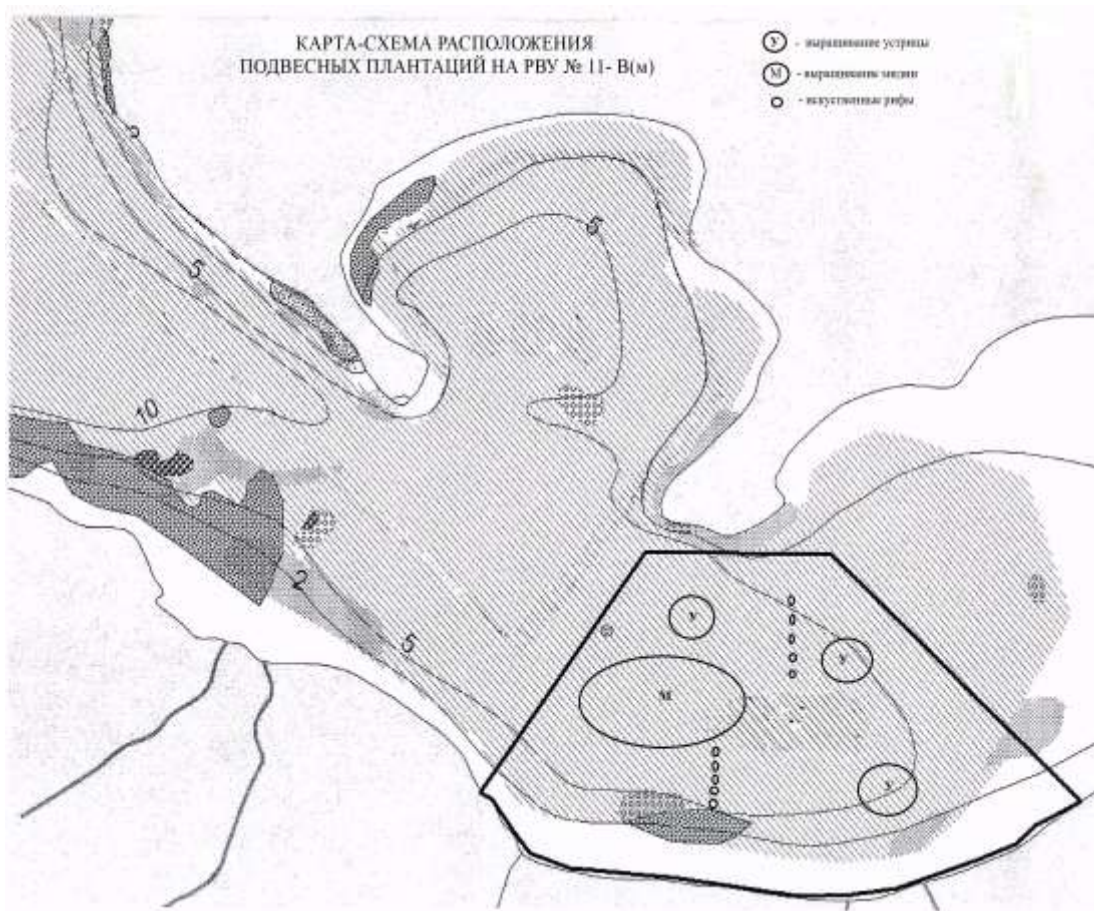 КАРТА-СХЕМА РАСПОЛОЖЕНИЯ
ПОДВЕСНЫХ ПЛАНТАЦИЙ НА РВУ № 11- В(м)
У - выращивание устрицы
М - выращивание мидии
- искуственные рифы
5
5
10
2
5
У
У
М
У